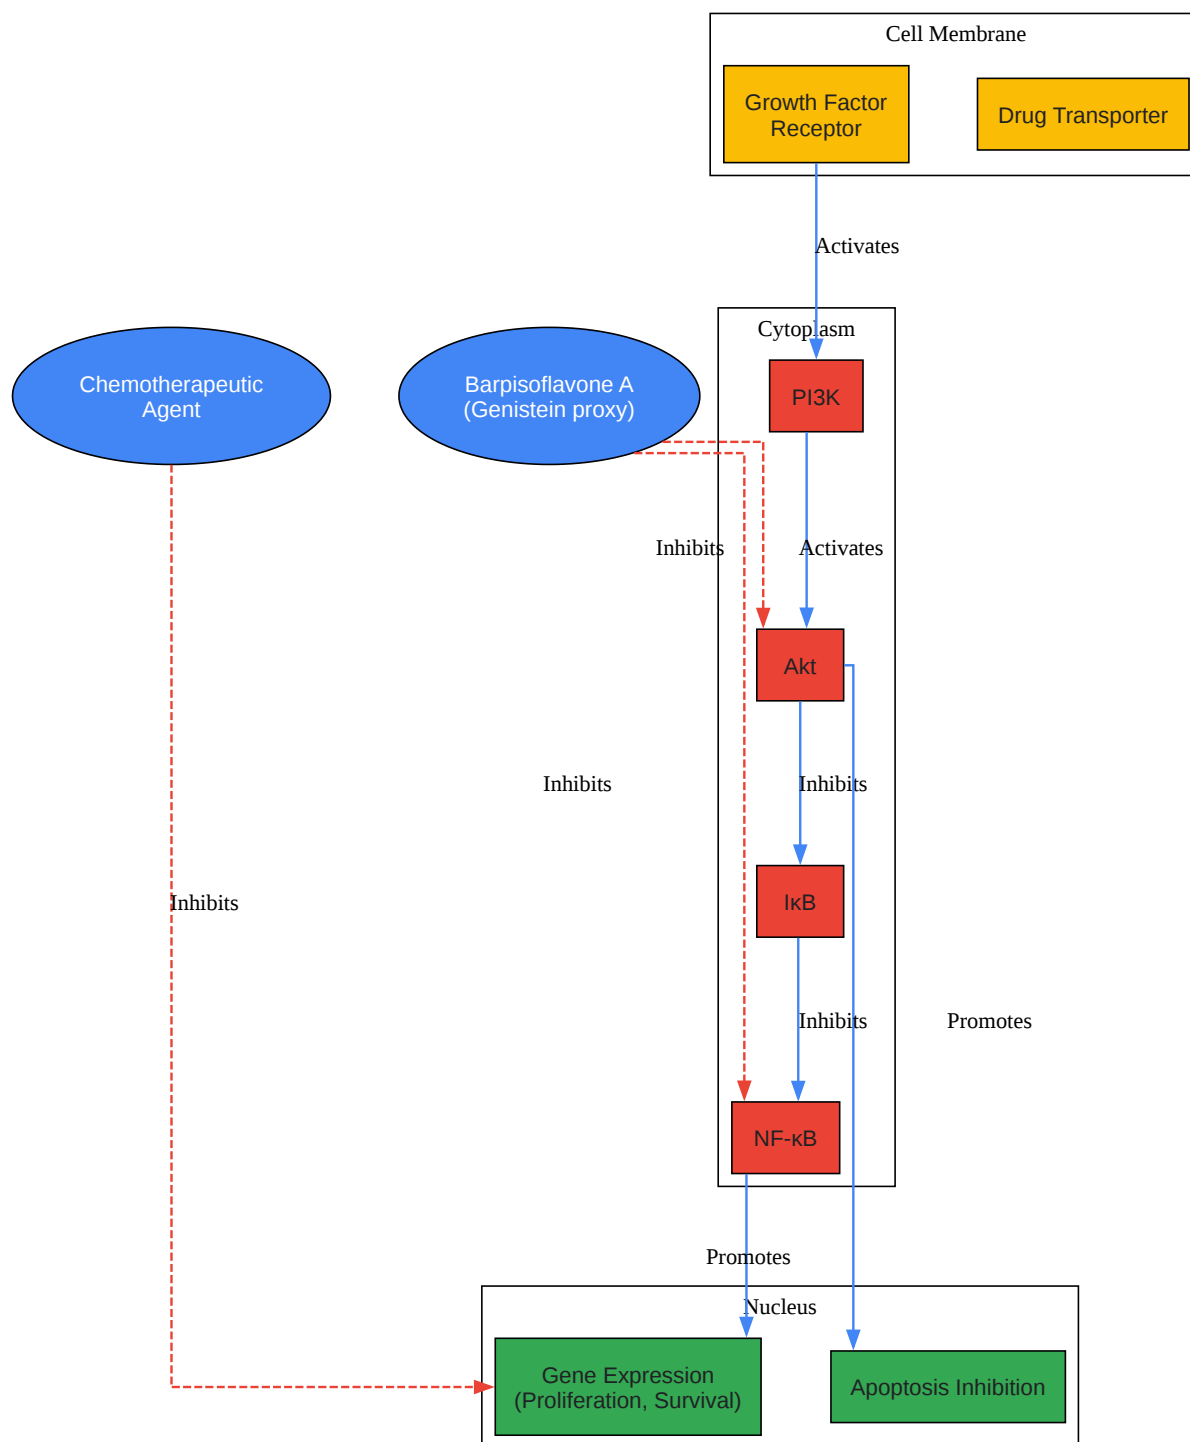 Cell Membrane
Growth Factor
Receptor
Drug Transporter
Activates
Cytoplasm
Chemotherapeutic
Agent
Barpisoflavone A
(Genistein proxy)
PI3K
Inhibits
Activates
Akt
Inhibits
Inhibits
IκB
Inhibits
Inhibits
Promotes
NF-κB
Promotes
Nucleus
Gene Expression
(Proliferation, Survival)
Apoptosis Inhibition